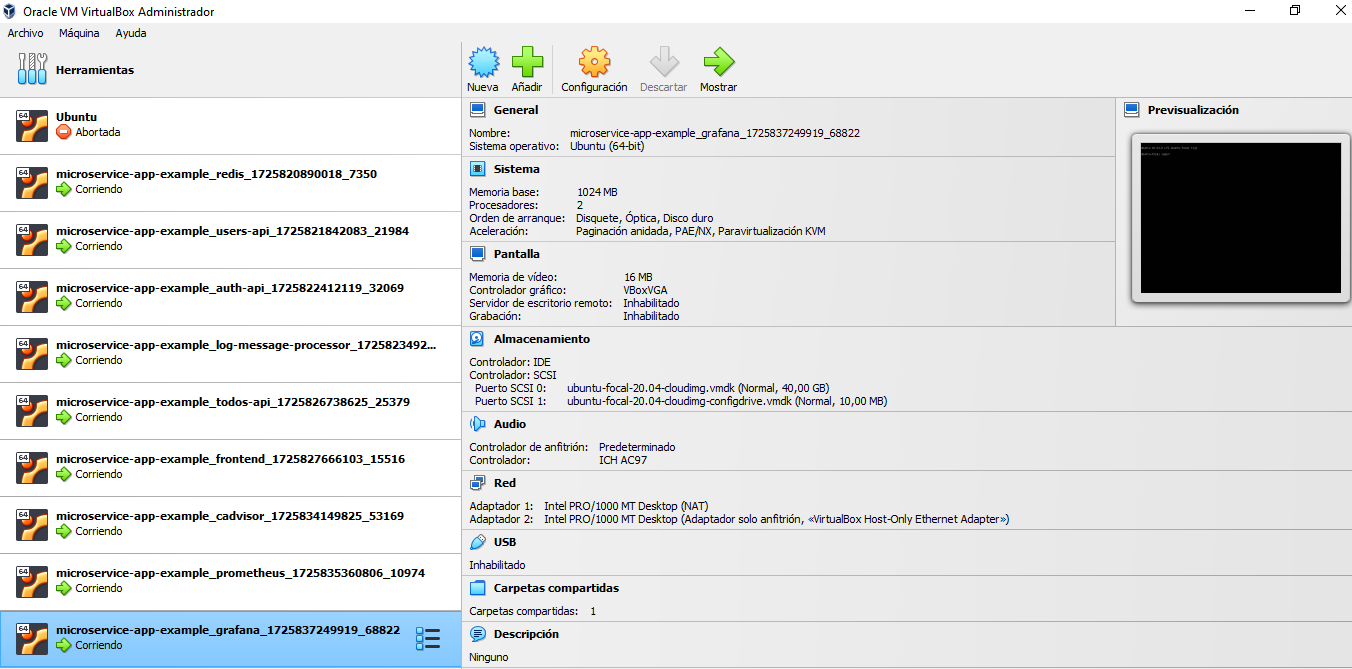 Oracle VM VirtualBox Administrador
Archivo Máquina Ayuda
Herramientas
Nueva Añadir Configuración Descartar Mostrar
64 Ubuntu
Abortada
64 microservice-app-example_redis_1725820890018_7350
Corriendo
64 microservice-app-example_users-api_1725821842083_21984
Corriendo
64 microservice-app-example_auth-api_1725822412119_32069
Corriendo
64 microservice-app-example_log-message-processor_1725823492...
Corriendo
64 microservice-app-example_todos-api_1725826738625_25379
Corriendo
64 microservice-app-example_frontend_1725827666103_15516
Corriendo
64 microservice-app-example_cadvisor_1725834149825_53169
Corriendo
64 microservice-app-example_prometheus_1725835360806_10974
Corriendo
64 microservice-app-example_grafana_1725837249919_68822
Corriendo
General
Nombre: microservice-app-example_grafana_1725837249919_68822
Sistema operativo: Ubuntu (64-bit)
Sistema
Memoria base: 1024 MB
Procesadores: 2
Orden de arranque: Disquete, Óptica, Disco duro
Aceleración: Paginación anidada, PAE/NX, Paravirtualización KVM
Pantalla
Memoria de vídeo: 16 MB
Controlador gráfico: VBoxVGA
Servidor de escritorio remoto: Inhabilitado
Grabación: Inhabilitado
Previsualización
Almacenamiento
Controlador: IDE
Controlador: SCSI
Puerto SCSI 0: ubuntu-focal-20.04-cloudimg.vmdk (Normal, 40,00 GB)
Puerto SCSI 1: ubuntu-focal-20.04-cloudimg-configdrive.vmdk (Normal, 10,00 MB)
Audio
Controlador de anfitrión: Predeterminado
Controlador: ICH AC97
Red
Adaptador 1: Intel PRO/1000 MT Desktop (NAT)
Adaptador 2: Intel PRO/1000 MT Desktop (Adaptador solo anfitrión, «VirtualBox Host-Only Ethernet Adapter»)
USB
Inhabilitado
Carpetas compartidas
Carpetas compartidas: 1
Descripción
Ninguno